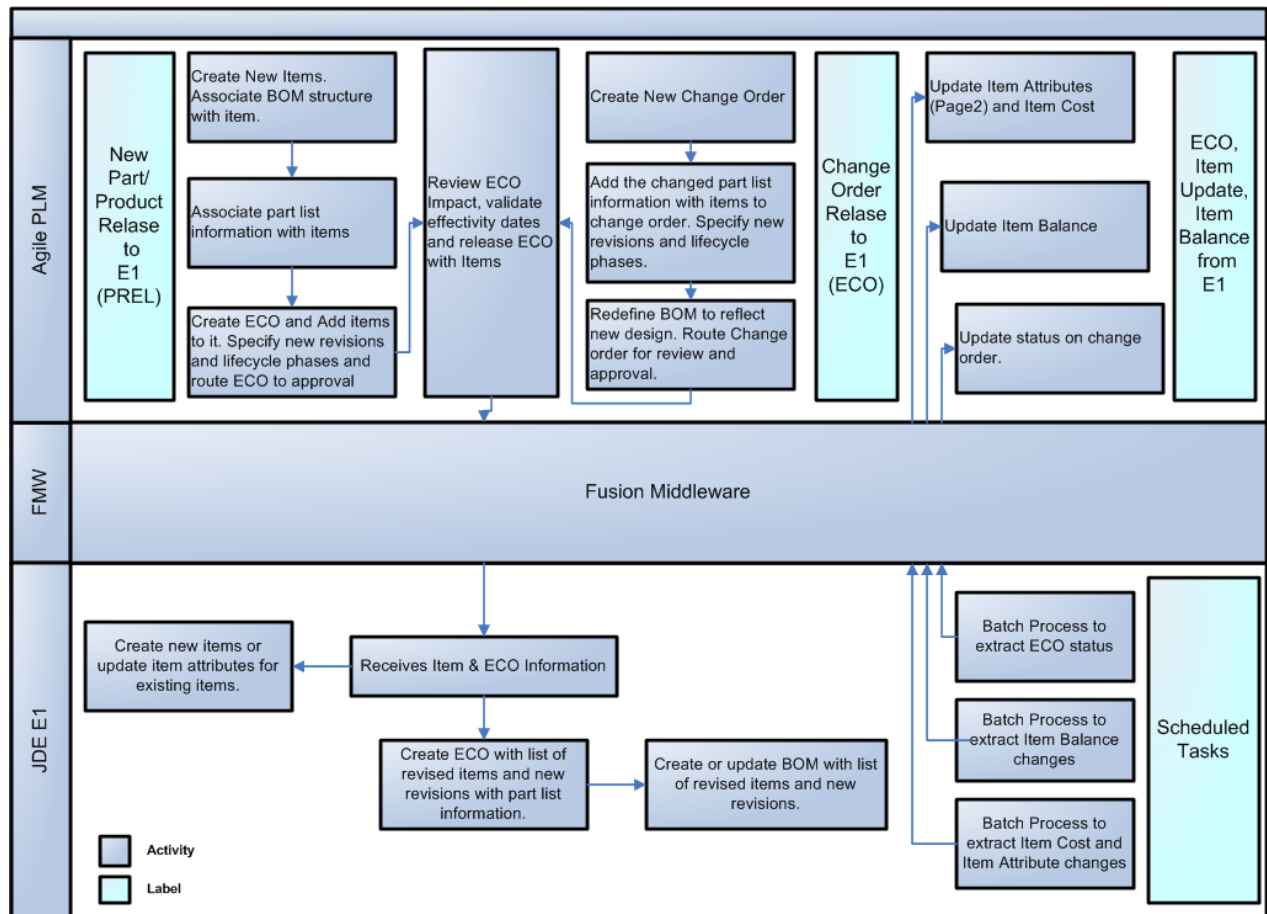 Agile PLM
New
Part/
Product
Relase to
E1
(PREL)
Create New Items.
Associate BOM structure
with item.
Associate part list
information with items
Create ECO and Add items
to it. Specify new revisions
and lifecycle phases and
route ECO to approval
Review ECO
Impact, validate
effectivity dates
and release ECO
with Items
Create New Change Order
Add the changed part list
information with items to
change order. Specify new
revisions and lifecycle
phases.
Redefine BOM to reflect
new design. Route Change
order for review and
approval.
Change
Order
Relase
to
E1
(ECO)
Update Item Attributes
(Page2) and Item Cost
Update Item Balance
Update status on change
order.
ECO,
Item
Update,
Item
Balance
from
E1
FMW
Fusion Middleware
JDE E1
Create new items or
update item attributes for
existing items.
Receives Item & ECO Information
Create ECO with list of
revised items and new
revisions with part list
information.
Create or update BOM with list
of revised items and new
revisions.
Batch Process to
extract ECO status
Batch Process to
extract Item Balance
changes
Batch Process to
extract Item Cost and
Item Attribute changes
Scheduled
Tasks
Activity
Label